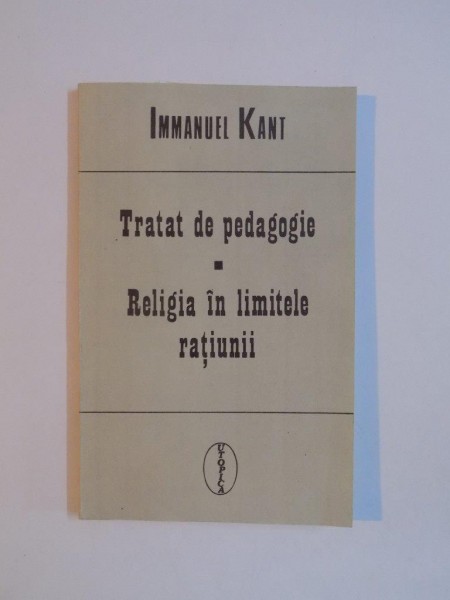 IMMANUEL KANT
Tratat de pedagogie
Religia în limitele
rațiunii
UTOPICA